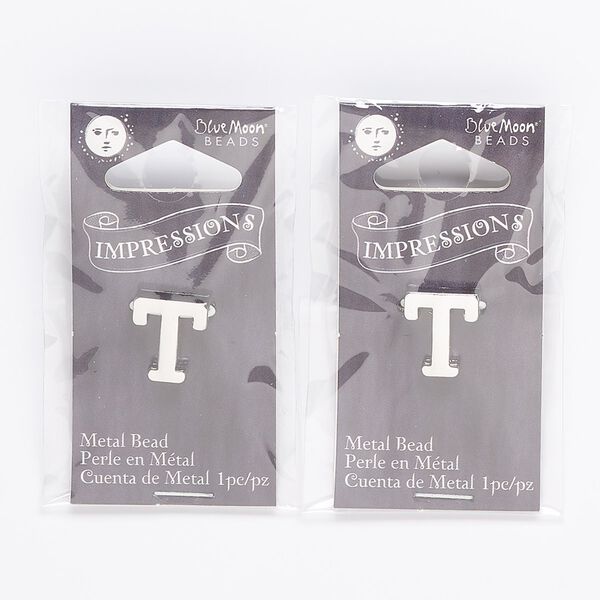 Blue Moon®
BEADS
IMPRESSIONS
T
Metal Bead
Perle en Métal
Cuenta de Metal 1pc/pz
Blue Moon®
BEADS
IMPRESSIONS
T
Metal Bead
Perle en Métal
Cuenta de Metal 1pc/pz